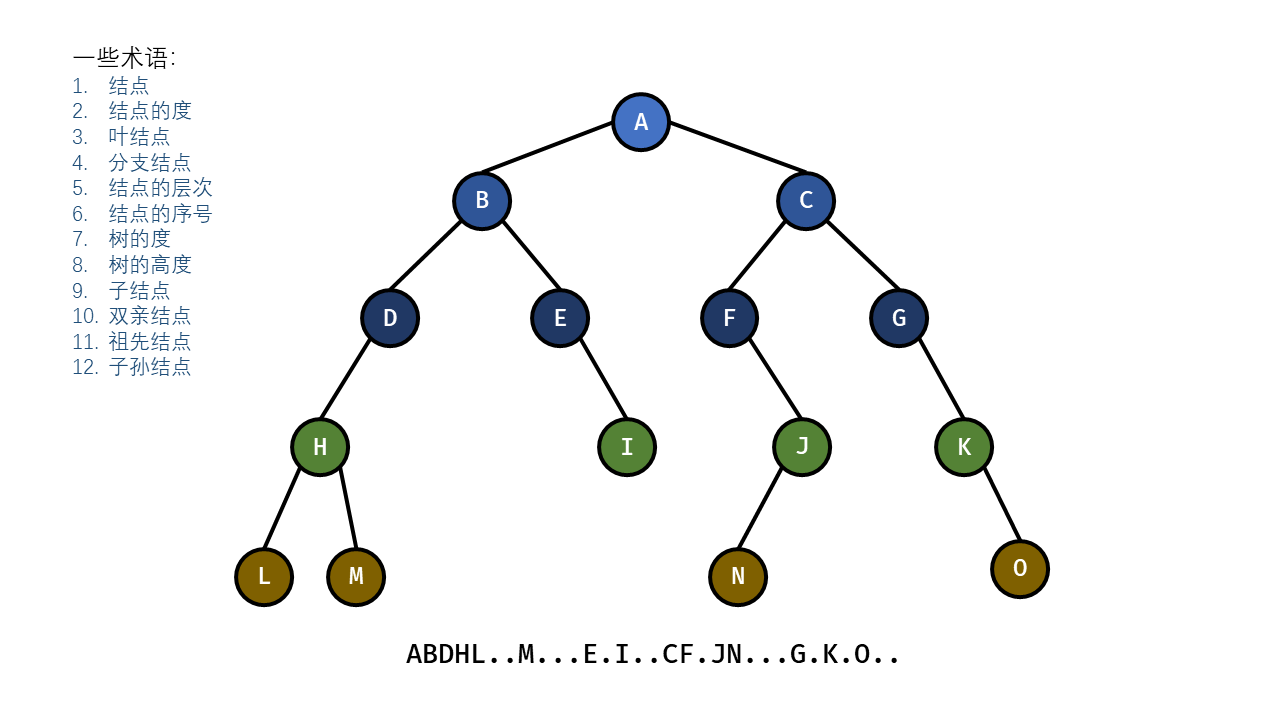 一些术语:
1. 结点
2. 结点的度
3. 叶结点
4. 分支结点
5. 结点的层次
6. 结点的序号
7. 树的度
8. 树的高度
9. 子结点
10. 双亲结点
11. 祖先结点
12. 子孙结点
A
B C
D E F G
H I J K
L M N O
ABDHL..M...E.I..CF.JN...G.K.O..